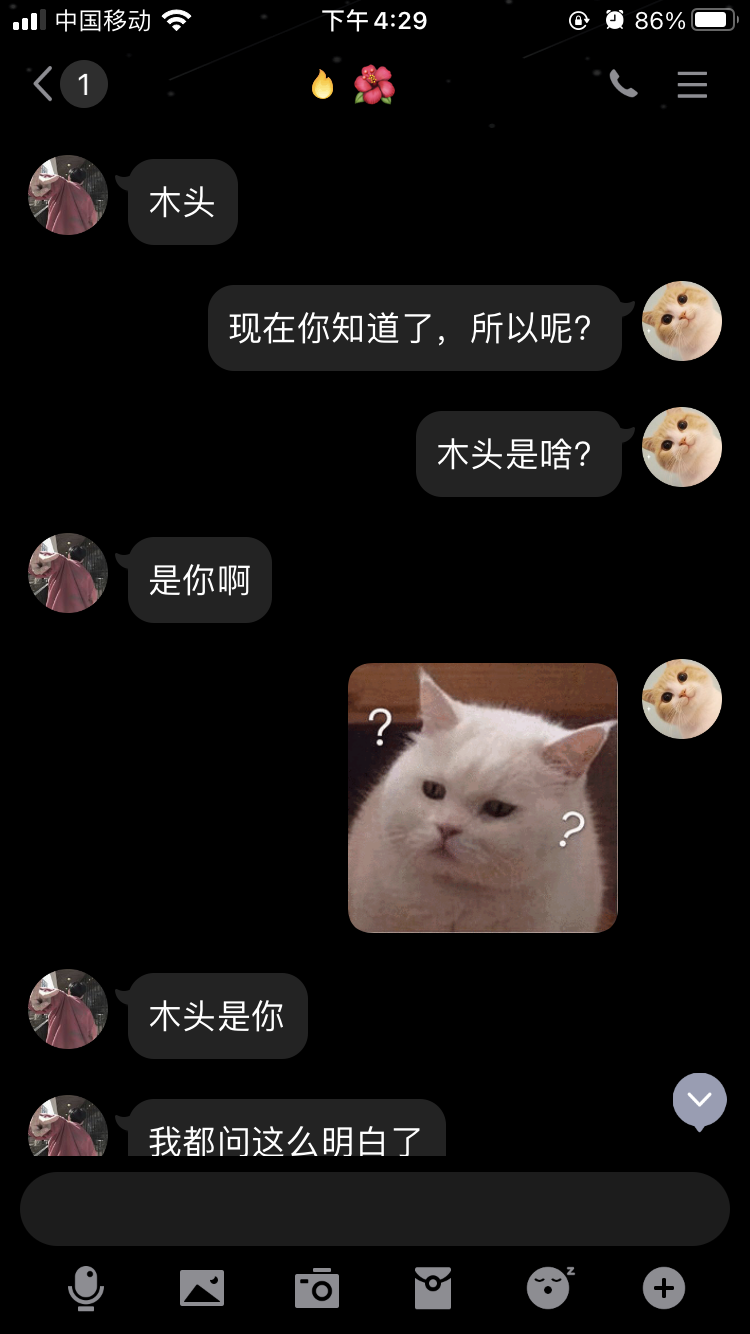 中国移动 下午4:29 86%
1
木头
现在你知道了，所以呢？
木头是啥？
是你啊
?
?
木头是你
我都问这么明白了
z